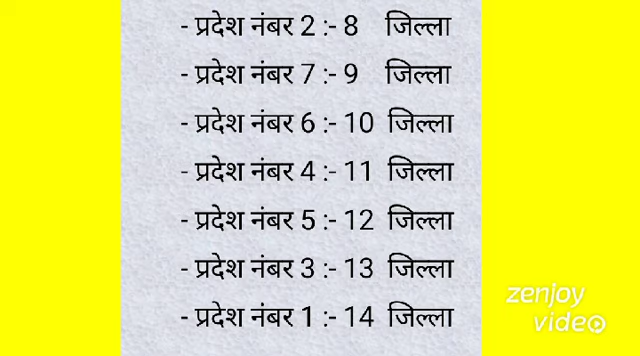 - प्रदेश नंबर 2 :- 8 जिल्ला
- प्रदेश नंबर 7 :- 9 जिल्ला
- प्रदेश नंबर 6 :- 10 जिल्ला
- प्रदेश नंबर 4 :- 11 जिल्ला
- प्रदेश नंबर 5 :- 12 जिल्ला
- प्रदेश नंबर 3 :- 13 जिल्ला
- प्रदेश नंबर 1 :- 14 जिल्ला
zenjoy
video